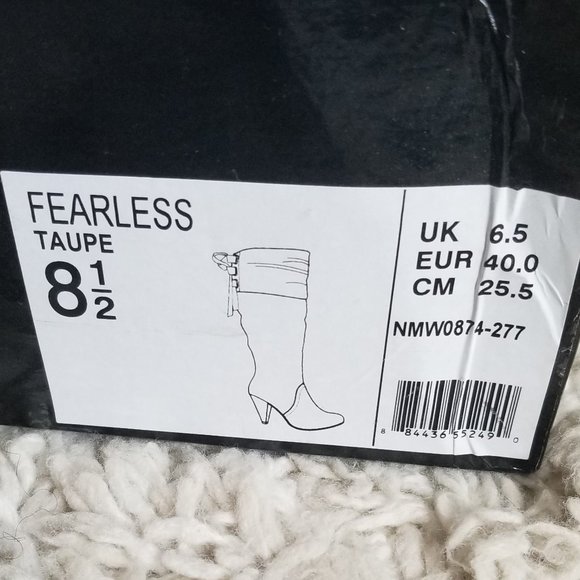 FEARLESS
TAUPE
8 1/2
UK 6.5
EUR 40.0
CM 25.5
NMW0874-277
8 84436 55249 0